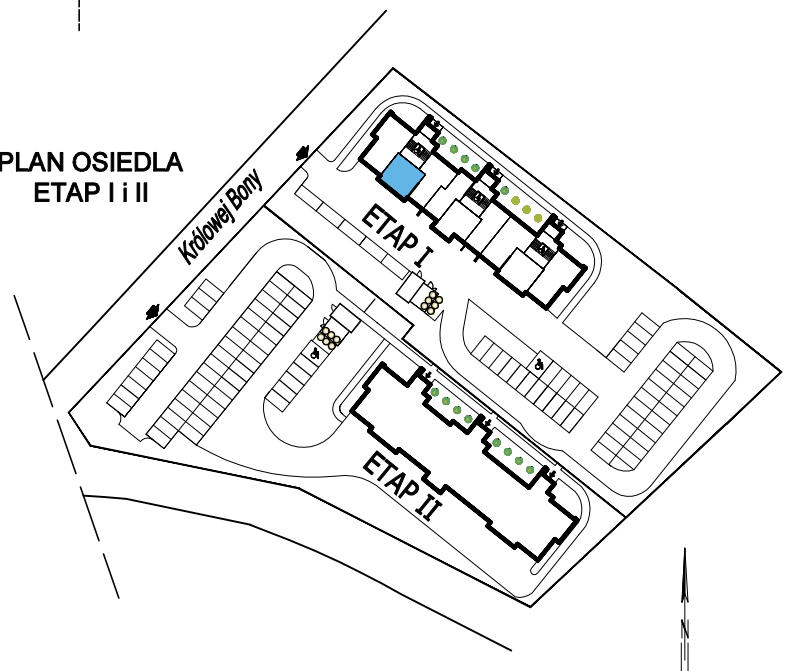 PLAN OSIEDLA
ETAP I i II
Królowej Bony
ETAP I
ETAP II
N